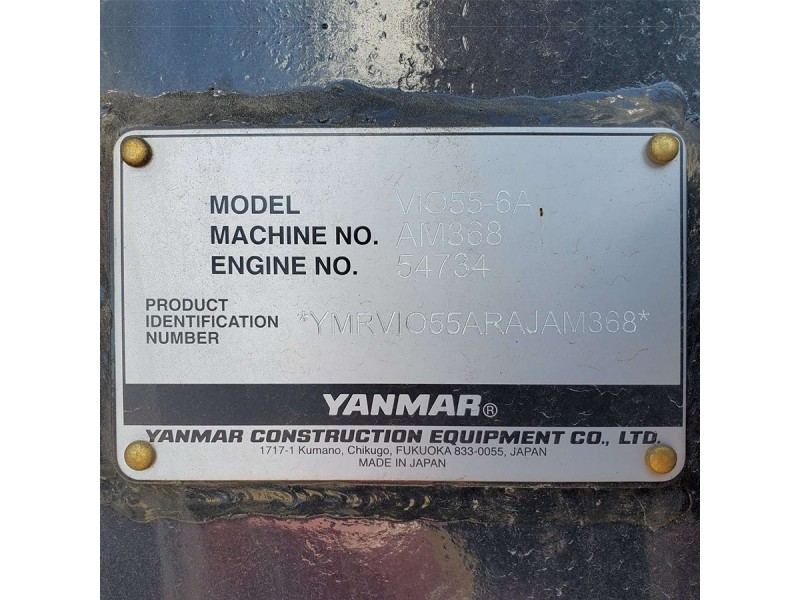 MODEL VIO55-6A
MACHINE NO. AM368
ENGINE NO. 54734
PRODUCT
IDENTIFICATION *YMRVIO55ARAJAM368*
NUMBER
YANMAR®
YANMAR CONSTRUCTION EQUIPMENT CO., LTD.
1717-1 Kumano, Chikugo, FUKUOKA 833-0055, JAPAN
MADE IN JAPAN